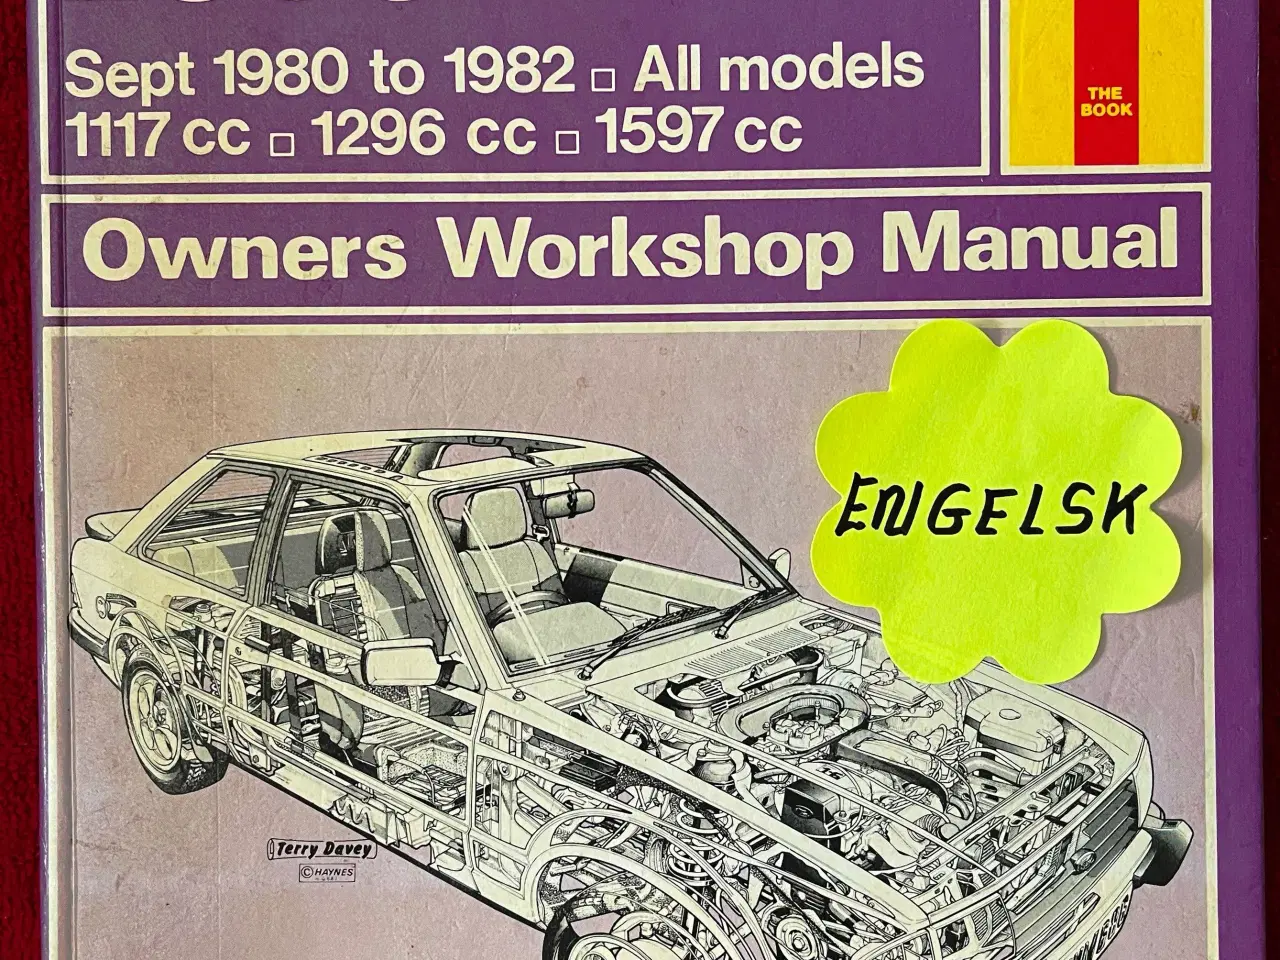 Sept 1980 to 1982 □ All models
1117 cc □ 1296 cc □ 1597 cc
THE
BOOK
Owners Workshop Manual
ENGELSK
Terry Davey
© HAYNES